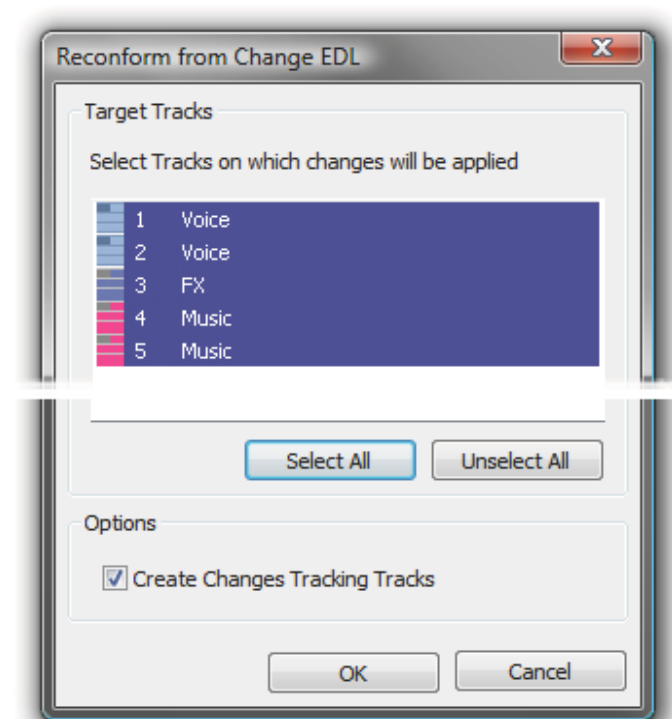 Reconform from Change EDL
Target Tracks
Select Tracks on which changes will be applied
1 Voice
2 Voice
3 FX
4 Music
5 Music
Select All Unselect All
Options
Create Changes Tracking Tracks
OK Cancel